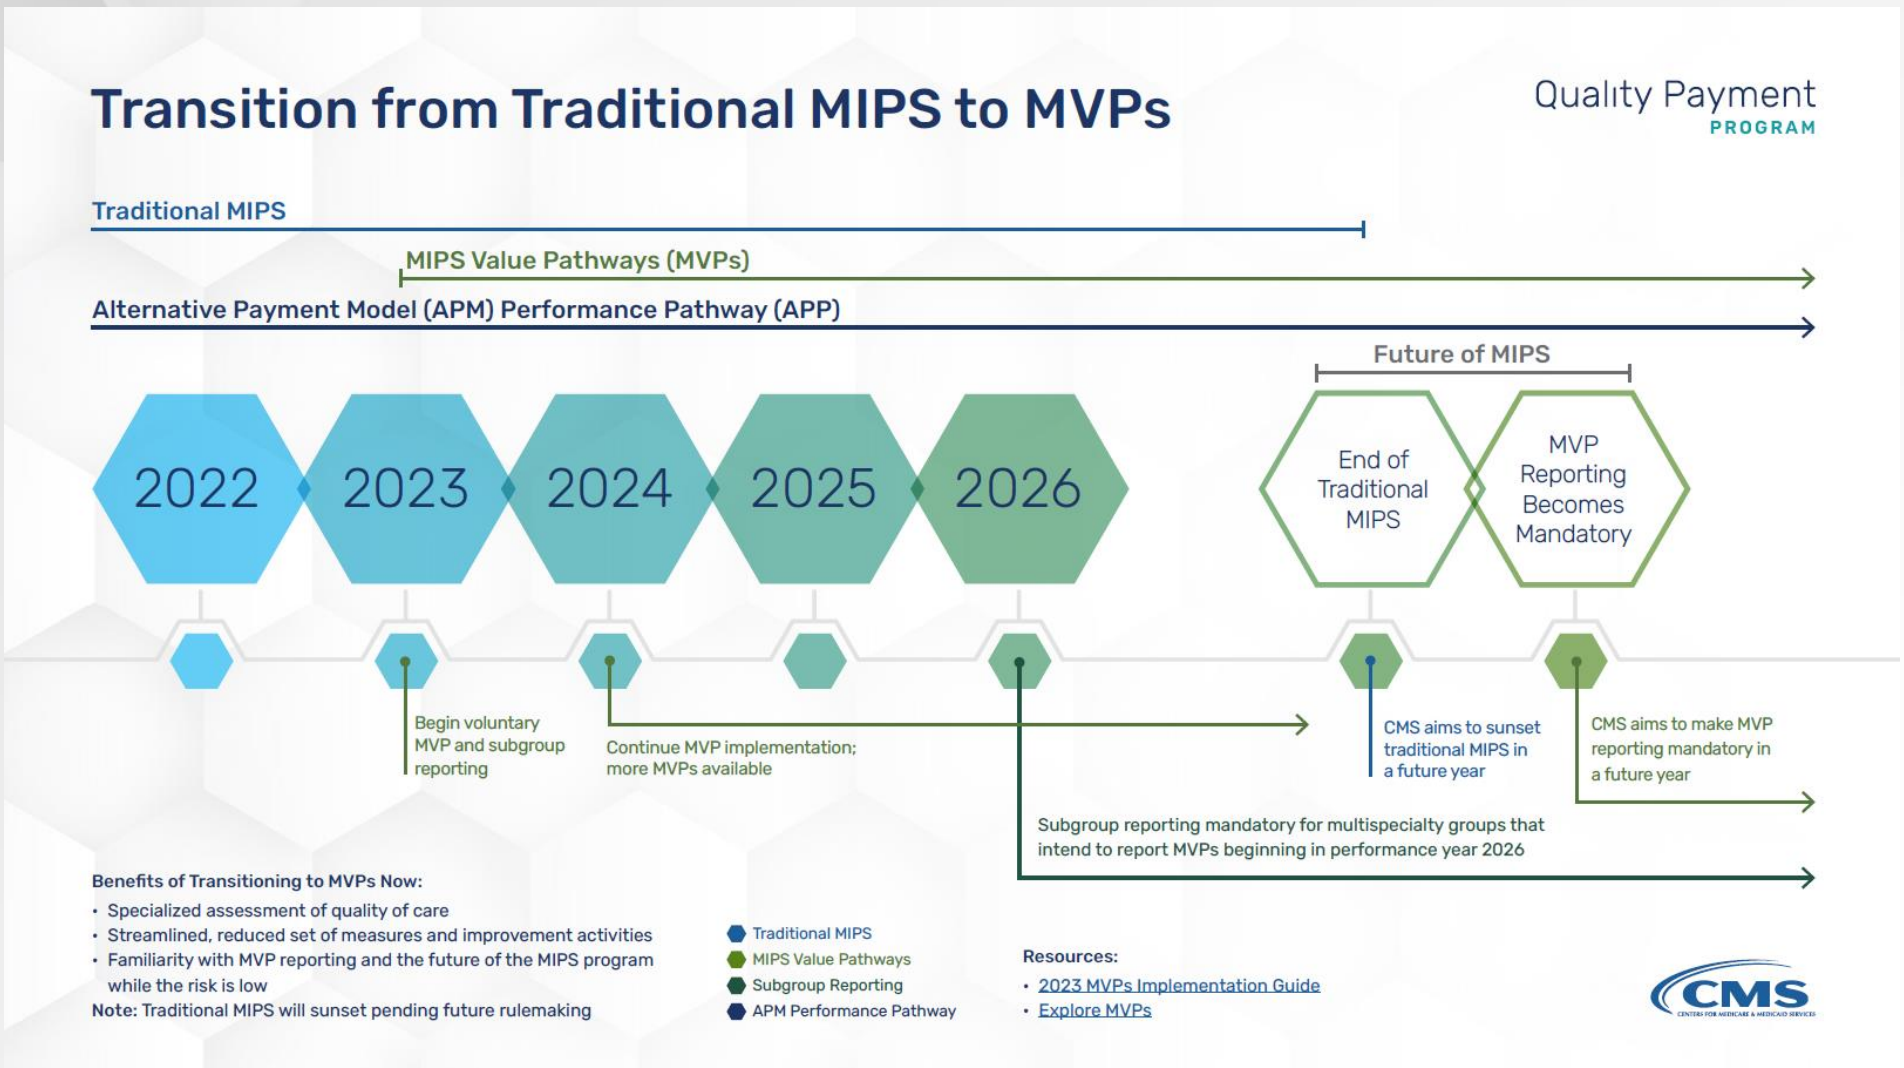 Transition from Traditional MIPS to MVPs
Quality Payment
PROGRAM
Traditional MIPS
MIPS Value Pathways (MVPs)
Alternative Payment Model (APM) Performance Pathway (APP)
Future of MIPS
2022
2023
2024
2025
2026
End of
Traditional
MIPS
MVP
Reporting
Becomes
Mandatory
Begin voluntary
MVP and subgroup
reporting
Continue MVP implementation;
more MVPs available
CMS aims to sunset
traditional MIPS in
a future year
CMS aims to make MVP
reporting mandatory in
a future year
Subgroup reporting mandatory for multispecialty groups that
intend to report MVPs beginning in performance year 2026
Benefits of Transitioning to MVPs Now:
• Specialized assessment of quality of care
• Streamlined, reduced set of measures and improvement activities
• Familiarity with MVP reporting and the future of the MIPS program
while the risk is low
Note: Traditional MIPS will sunset pending future rulemaking
Traditional MIPS
MIPS Value Pathways
Subgroup Reporting
APM Performance Pathway
Resources:
• 2023 MVPs Implementation Guide
• Explore MVPs
CMS
CENTERS FOR MEDICARE & MEDICAID SERVICES